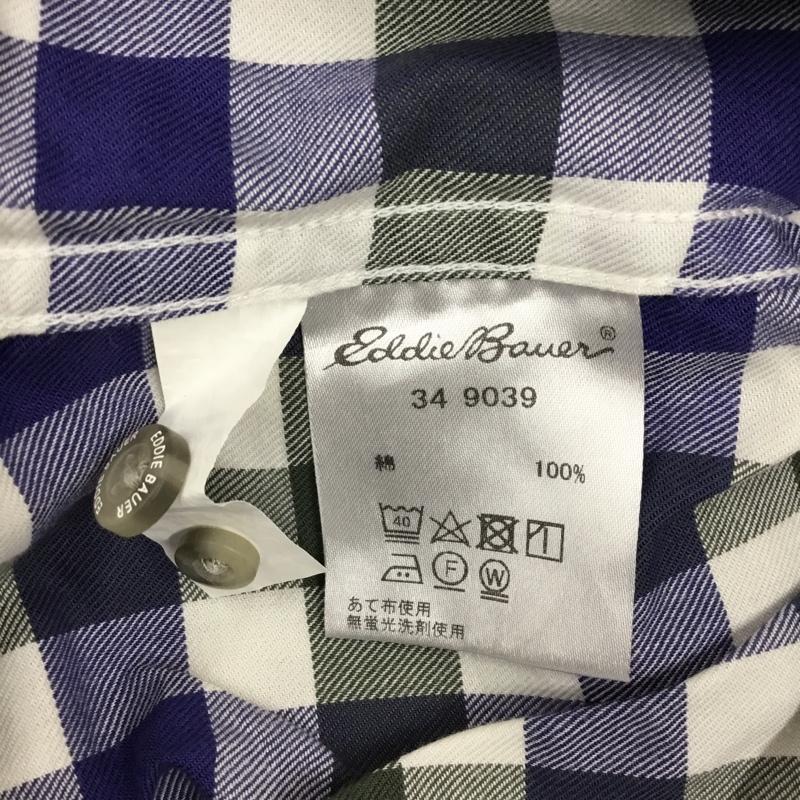 Eddie Bauer®
34 9039
綿 100%
40
F
W
あて布使用
無蛍光洗剤使用
EDDIE BAUER